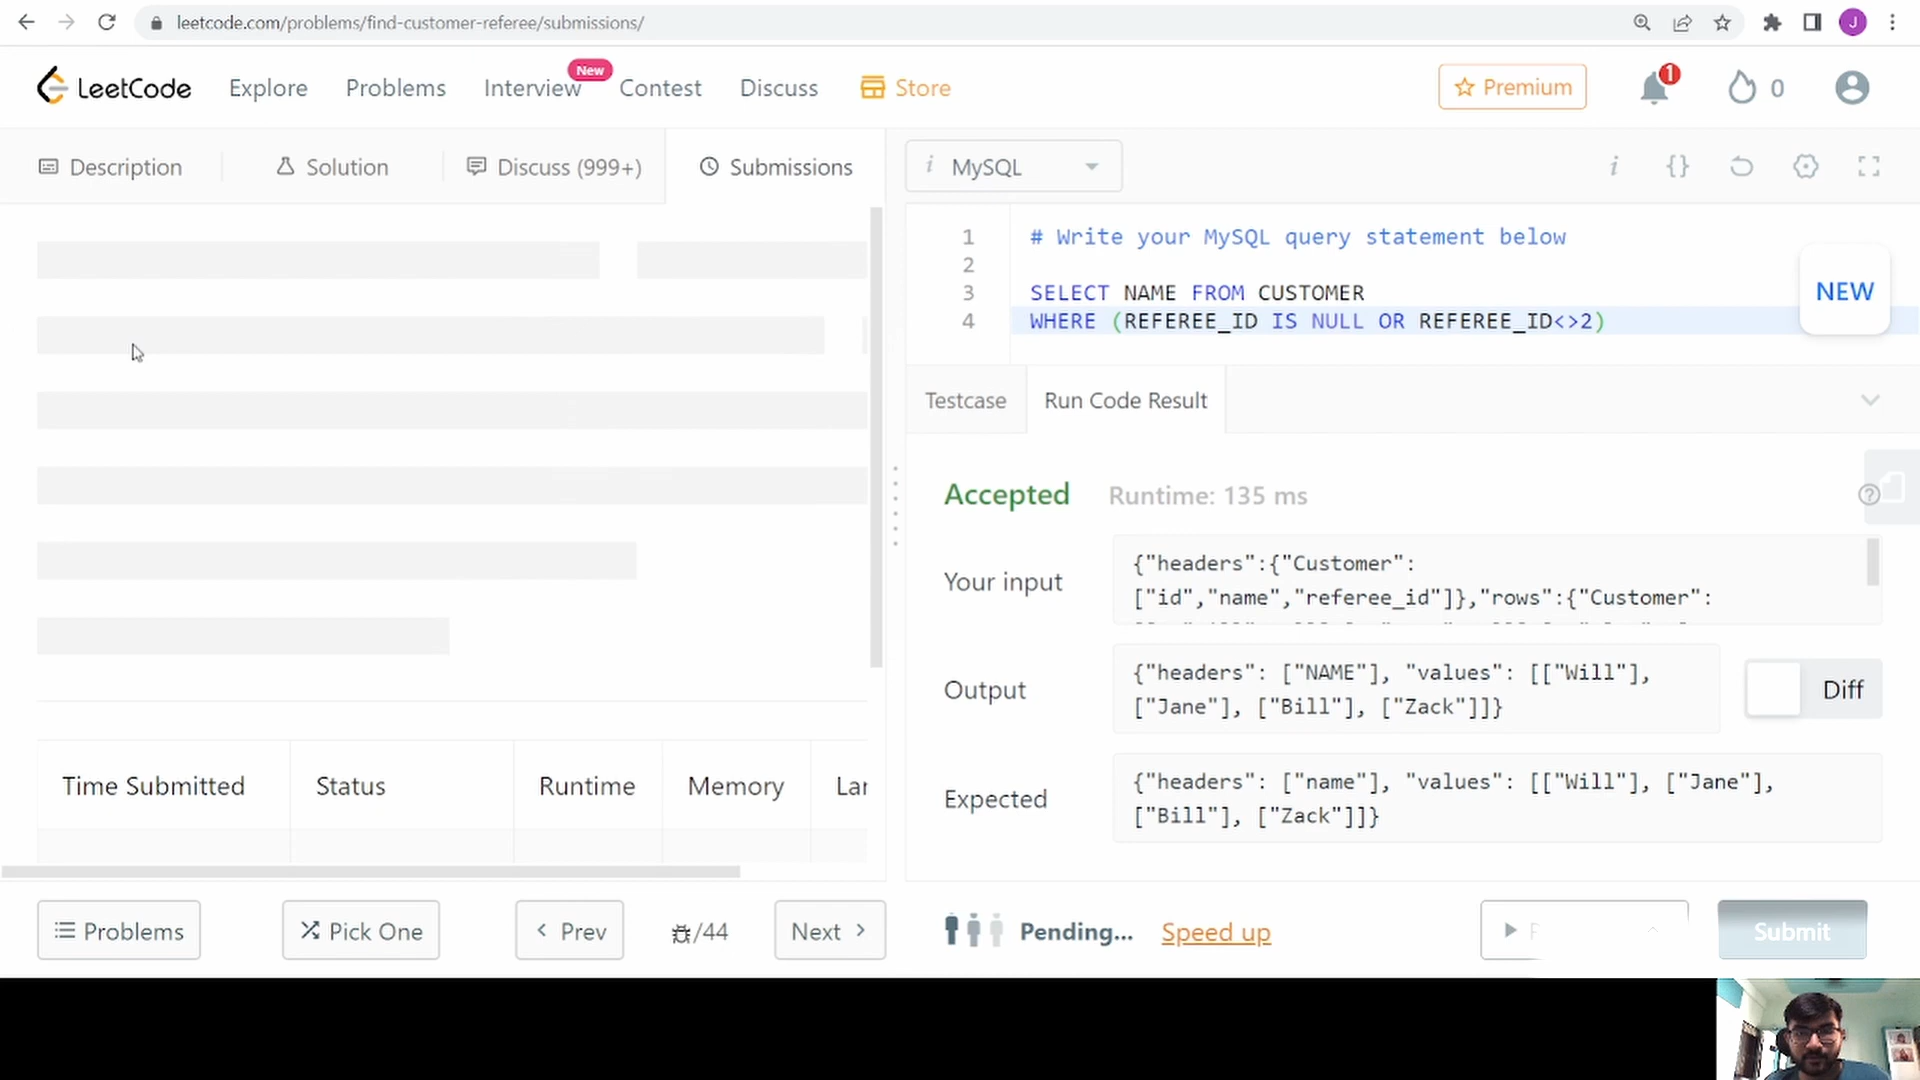 leetcode.com/problems/find-customer-referee/submissions/
J
LeetCode
Explore
Problems
Interview
New
Contest
Discuss
Store
Premium
1
0
Description
Solution
Discuss (999+)
Submissions
i MySQL
i {}
1 # Write your MySQL query statement below
2
3 SELECT NAME FROM CUSTOMER
4 WHERE (REFEREE_ID IS NULL OR REFEREE_ID<>2)
NEW
Testcase
Run Code Result
Accepted
Runtime: 135 ms
?
Your input
{"headers":{"Customer":
["id","name","referee_id"]},"rows":{"Customer":
Output
{"headers": ["NAME"], "values": [["Will"],
["Jane"], ["Bill"], ["Zack"]]}
Diff
Expected
{"headers": ["name"], "values": [["Will"], ["Jane"],
["Bill"], ["Zack"]]}
Time Submitted
Status
Runtime
Memory
Problems
Pick One
Prev
/44
Next
Pending...
Speed up
Submit